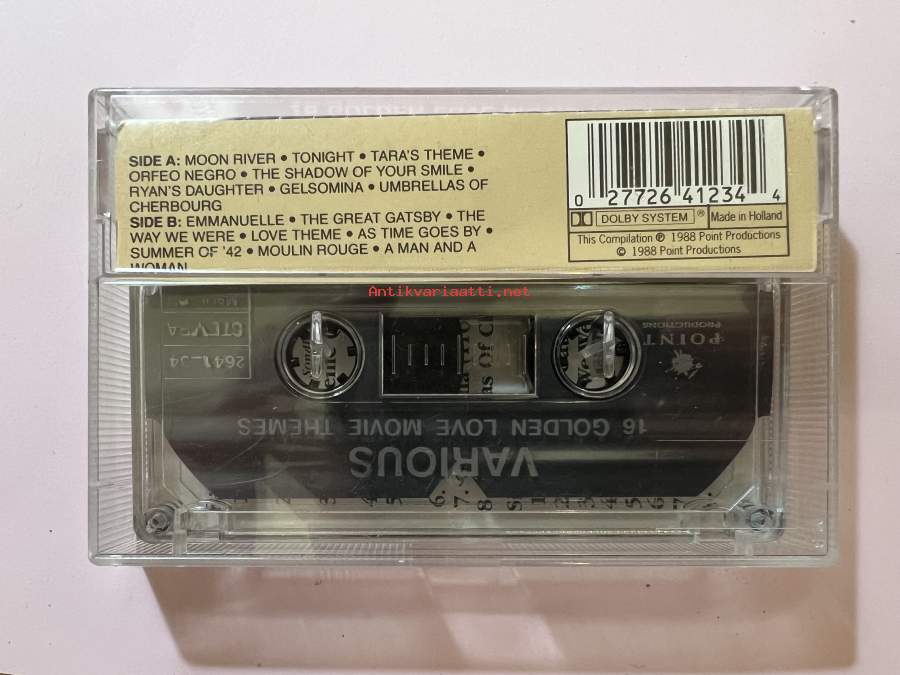 SIDE A: MOON RIVER • TONIGHT • TARA'S THEME •
ORFEO NEGRO • THE SHADOW OF YOUR SMILE •
RYAN'S DAUGHTER • GELSOMINA • UMBRELLAS OF
CHERBOURG
SIDE B: EMMANUELLE • THE GREAT GATSBY • THE
WAY WE WERE • LOVE THEME • AS TIME GOES BY •
SUMMER OF '42 • MOULIN ROUGE • A MAN AND A
WOMAN
0 27726 41234 4
DOLBY SYSTEM ®
Made in Holland
This Compilation ℗ 1988 Point Productions
© 1988 Point Productions
Antikvariaatti.net
POINT
PRODUCTIONS
STEVRA
VARIOUS
16 GOLDEN LOVE MOVIE THEMES